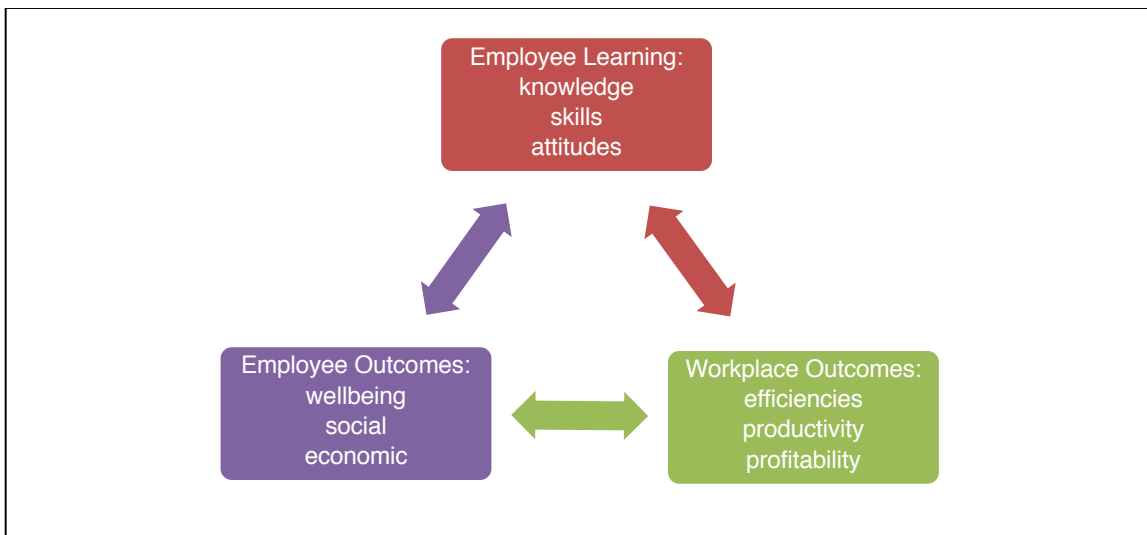 Employee Learning:
knowledge
skills
attitudes
Employee Outcomes:
wellbeing
social
economic
Workplace Outcomes:
efficiencies
productivity
profitability